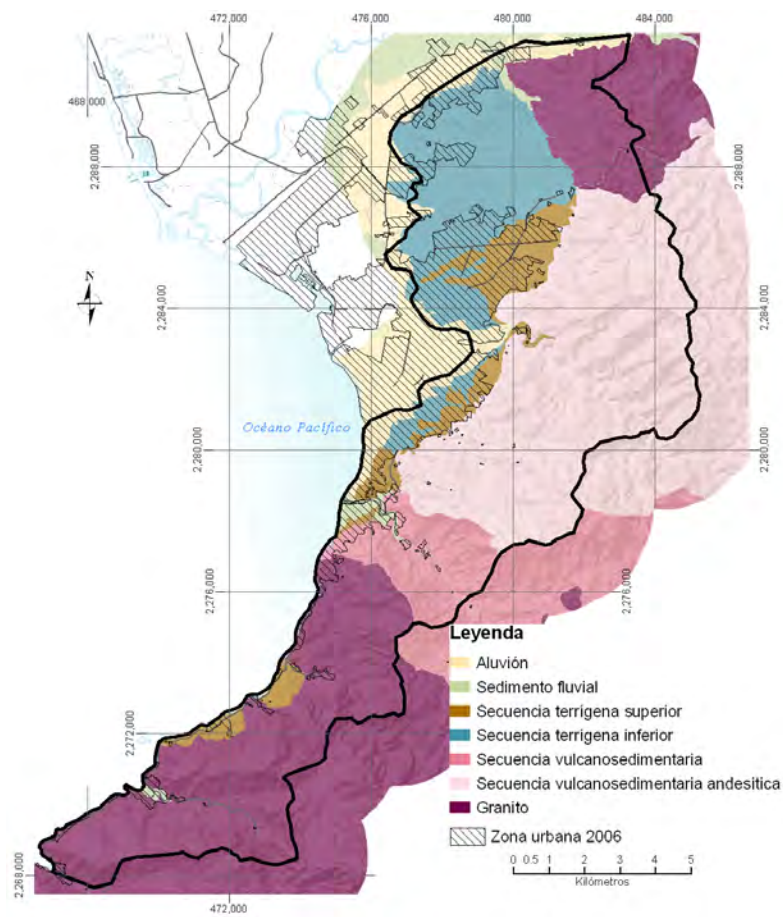 472,000
476,000
480,000
484,000
468,000
2,288,000
2,288,000
N
2,284,000
2,284,000
Océano Pacífico
2,280,000
2,280,000
2,276,000
2,276,000
Leyenda
Aluvión
Sedimento fluvial
Secuencia terrígena superior
2,272,000
Secuencia terrígena inferior
Secuencia vulcanosedimentaria
Secuencia vulcanosedimentaria andesitica
Granito
Zona urbana 2006
0 0.5 1 2 3 4 5
Kilómetros
2,268,000
472,000